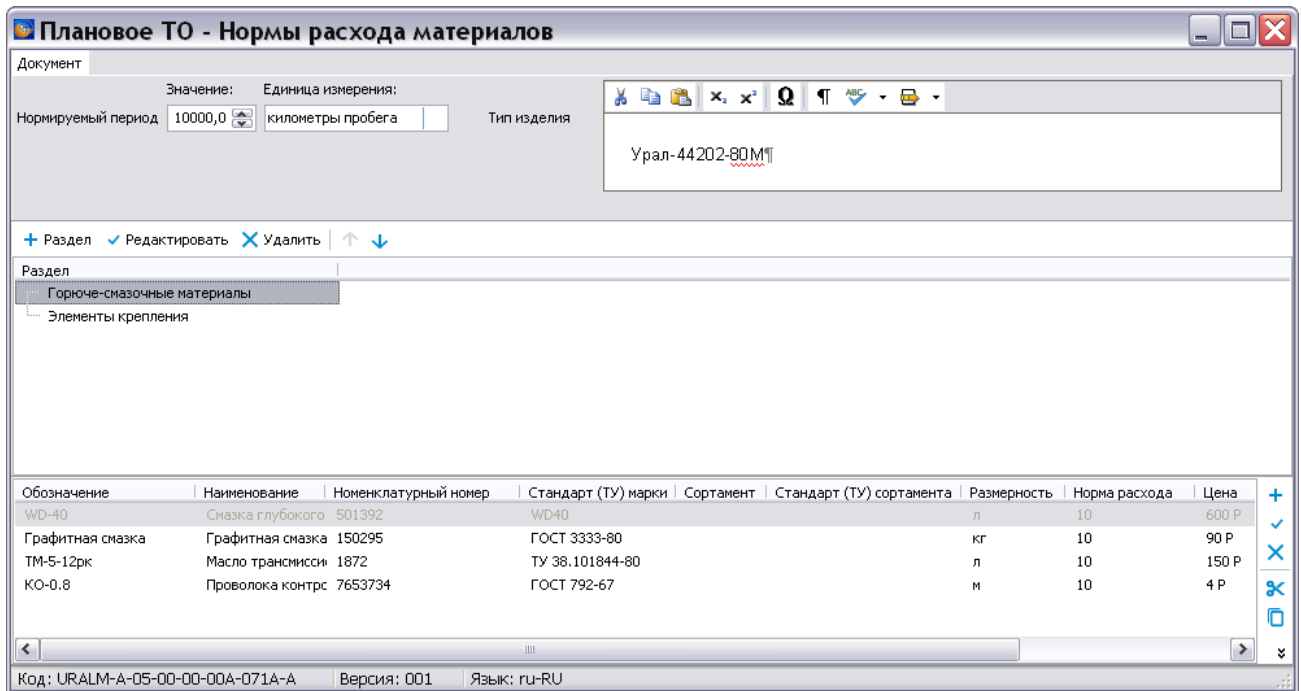 Плановое ТО - Нормы расхода материалов
Документ
Значение: Единица измерения:
Нормируемый период 10000,0 километры пробега Тип изделия
ABC
Урал-44202-80М¶
Раздел Редактировать Удалить
Раздел
Горюче-смазочные материалы
Элементы крепления
Обозначение Наименование Номенклатурный номер Стандарт (ТУ) марки Сортамент Стандарт (ТУ) сортамента Размерность Норма расхода Цена
WD-40 Смазка глубокого 501392 WD40 л 10 600 Р
Графитная смазка Графитная смазка 150295 ГОСТ 3333-80 кг 10 90 Р
ТМ-5-12рк Масло трансмисси 1872 ТУ 38.101844-80 л 10 150 Р
КО-0.8 Проволока контрс 7653734 ГОСТ 792-67 м 10 4 Р
Код: URALM-A-05-00-00-00A-071A-A Версия: 001 Язык: ru-RU